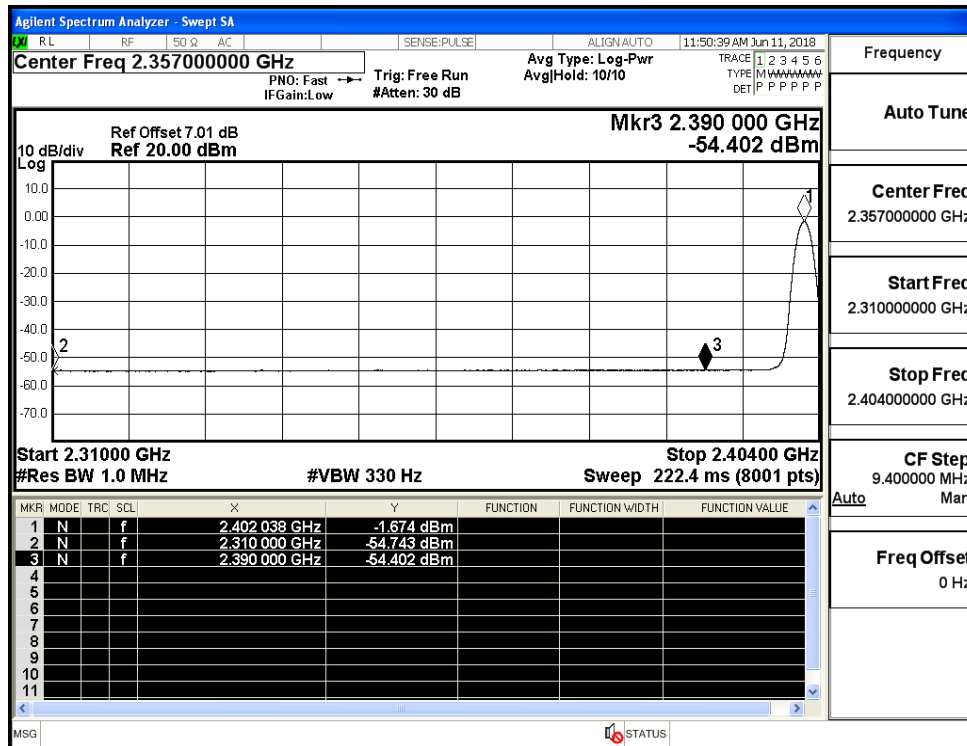 Agilent Spectrum Analyzer - Swept SA
LXI RL RF 50 Ω AC SENSE:PULSE ALIGN AUTO 11:50:39 AM Jun 11, 2018
Center Freq 2.357000000 GHz
PNO: Fast
IFGain:Low
Trig: Free Run
#Atten: 30 dB
Avg Type: Log-Pwr
Avg|Hold: 10/10
TRACE 1 2 3 4 5 6
TYPE M W W W W W
DET P P P P P P
Ref Offset 7.01 dB
Ref 20.00 dBm
10 dB/div
Log
Mkr3 2.390 000 GHz
-54.402 dBm
10.0
0.00
-10.0
-20.0
-30.0
-40.0
-50.0
-60.0
-70.0
1
2
3
Start 2.31000 GHz
Stop 2.40400 GHz
#Res BW 1.0 MHz
#VBW 330 Hz
Sweep 222.4 ms (8001 pts)
MKR MODE TRC SCL X Y FUNCTION FUNCTION WIDTH FUNCTION VALUE
1 N f 2.402 038 GHz -1.674 dBm
2 N f 2.310 000 GHz -54.743 dBm
3 N f 2.390 000 GHz -54.402 dBm
4
5
6
7
8
9
10
11
MSG
STATUS
Frequency
Auto Tune
Center Freq
2.357000000 GHz
Start Freq
2.310000000 GHz
Stop Freq
2.404000000 GHz
CF Step
9.400000 MHz
Auto Man
Freq Offset
0 Hz